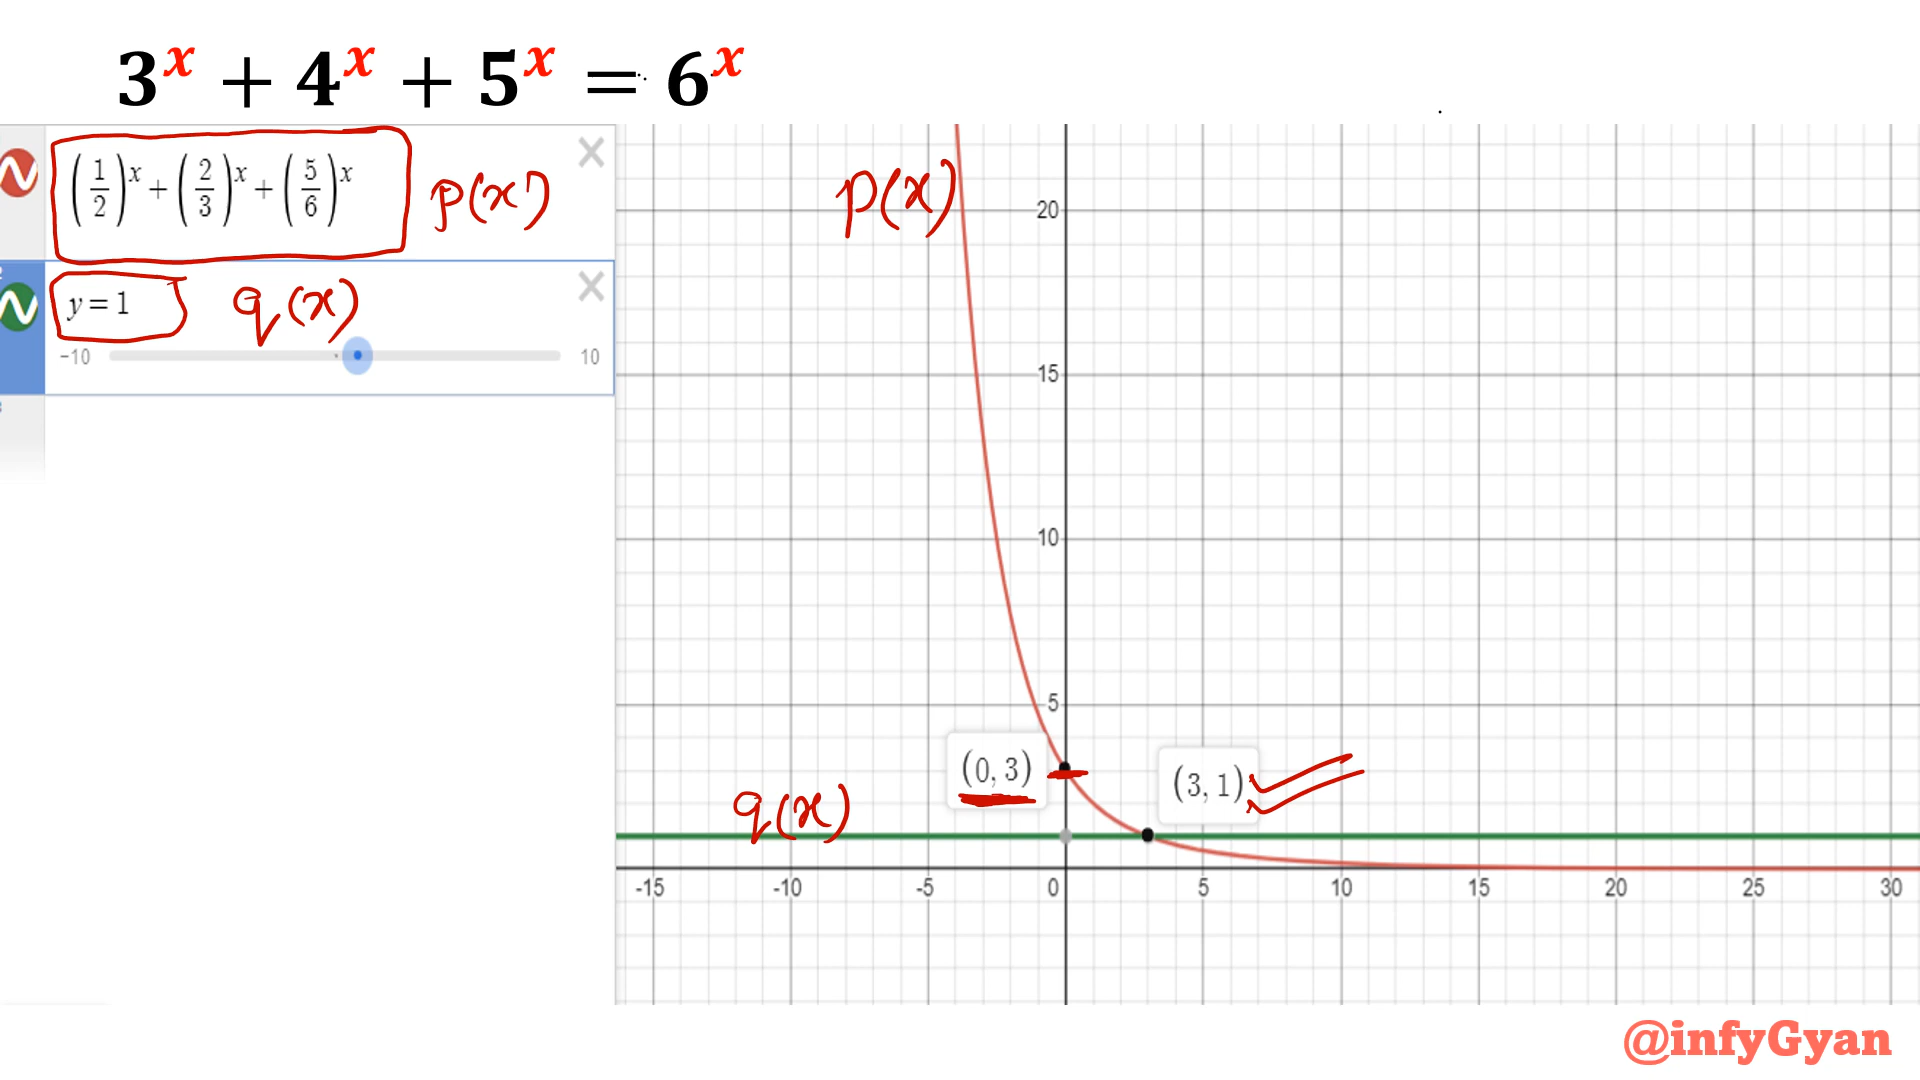 3^x + 4^x + 5^x = 6^x
(1/2)^x + (2/3)^x + (5/6)^x p(x)
y = 1 q(x)
−10 10
p(x)
20
15
10
5
(0, 3)
(3, 1)
q(x)
-15 -10 -5 0 5 10 15 20 25 30
@infyGyan